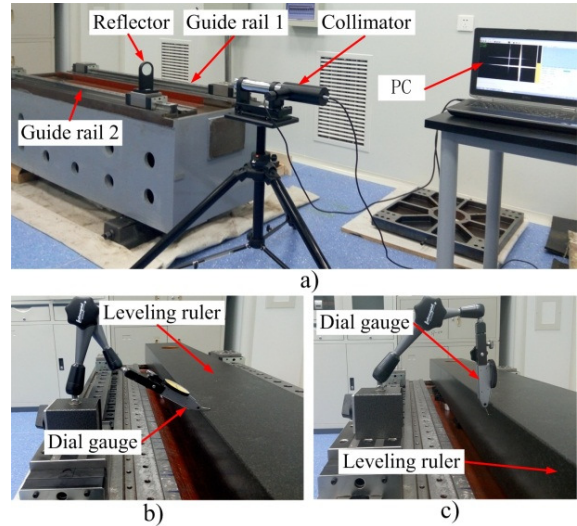 Reflector
Guide rail 1
Collimator
PC
Guide rail 2
a)
Leveling ruler
Dial gauge
b)
Dial gauge
Leveling ruler
c)